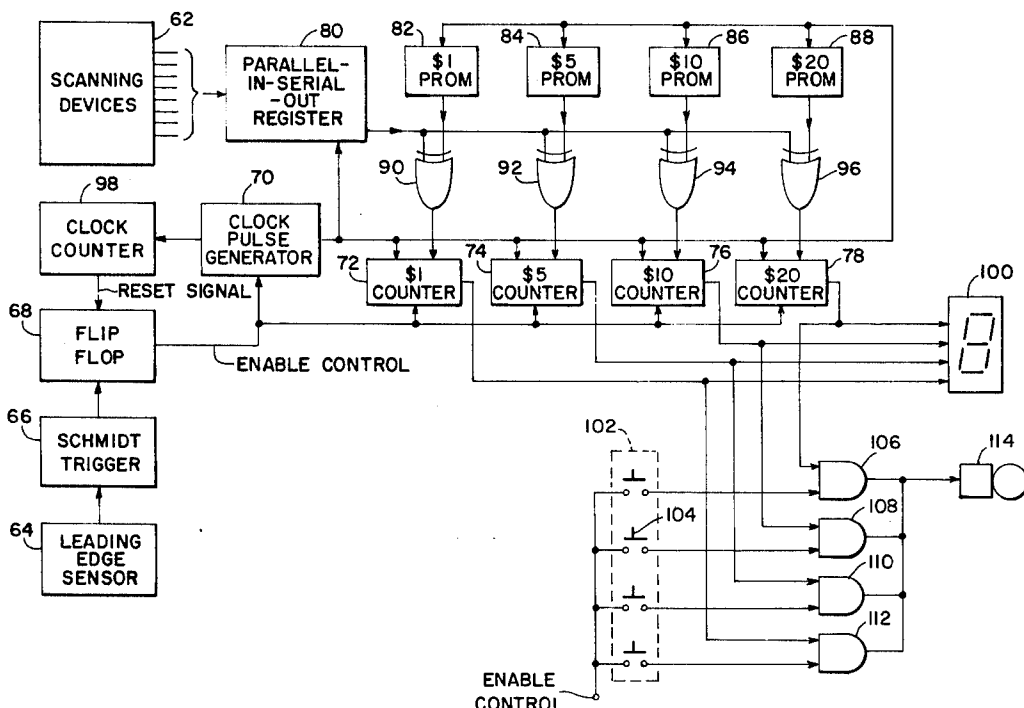 62
SCANNING
DEVICES
80
PARALLEL-
IN-SERIAL
-OUT
REGISTER
82
$1
PROM
84
$5
PROM
86
$10
PROM
88
$20
PROM
90
92
94
96
98
CLOCK
COUNTER
70
CLOCK
PULSE
GENERATOR
72
$1
COUNTER
74
$5
COUNTER
76
$10
COUNTER
78
$20
COUNTER
100
RESET SIGNAL
68
FLIP
FLOP
ENABLE CONTROL
66
SCHMIDT
TRIGGER
64
LEADING
EDGE
SENSOR
102
104
106
108
110
112
114
ENABLE
CONTROL